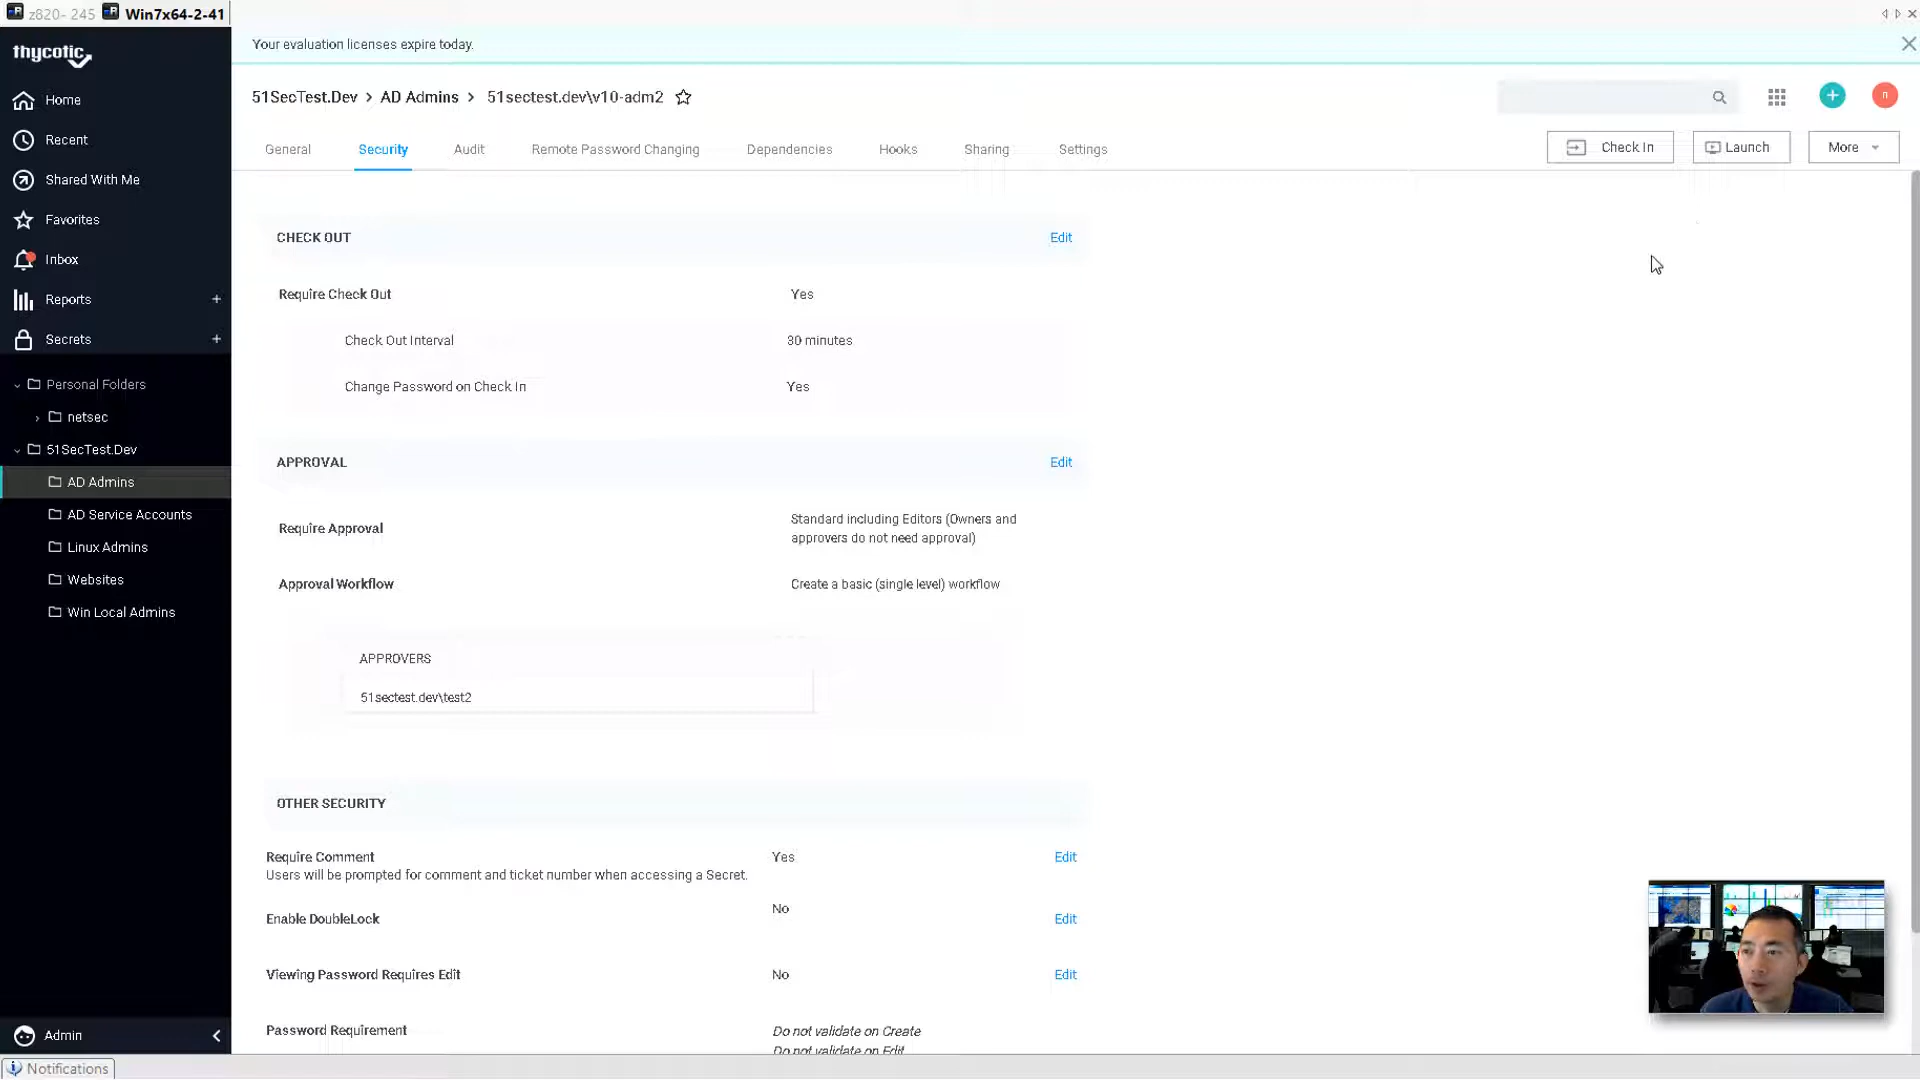 z820- 245
Win7x64-2-41
thycotic
Your evaluation licenses expire today.
51SecTest.Dev > AD Admins > 51sectest.dev\v10-adm2
Home
Recent
Shared With Me
Favorites
Inbox
Reports +
Secrets +
Personal Folders
netsec
51SecTest.Dev
AD Admins
AD Service Accounts
Linux Admins
Websites
Win Local Admins
Admin
Notifications
General
Security
Audit
Remote Password Changing
Dependencies
Hooks
Sharing
Settings
Check In
Launch
More
CHECK OUT
Edit
Require Check Out
Yes
Check Out Interval
30 minutes
Change Password on Check In
Yes
APPROVAL
Edit
Require Approval
Standard including Editors (Owners and
approvers do not need approval)
Approval Workflow
Create a basic (single level) workflow
APPROVERS
51sectest.dev\test2
OTHER SECURITY
Require Comment
Yes
Edit
Users will be prompted for comment and ticket number when accessing a Secret.
Enable DoubleLock
No
Edit
Viewing Password Requires Edit
No
Edit
Password Requirement
Do not validate on Create
Do not validate on Edit